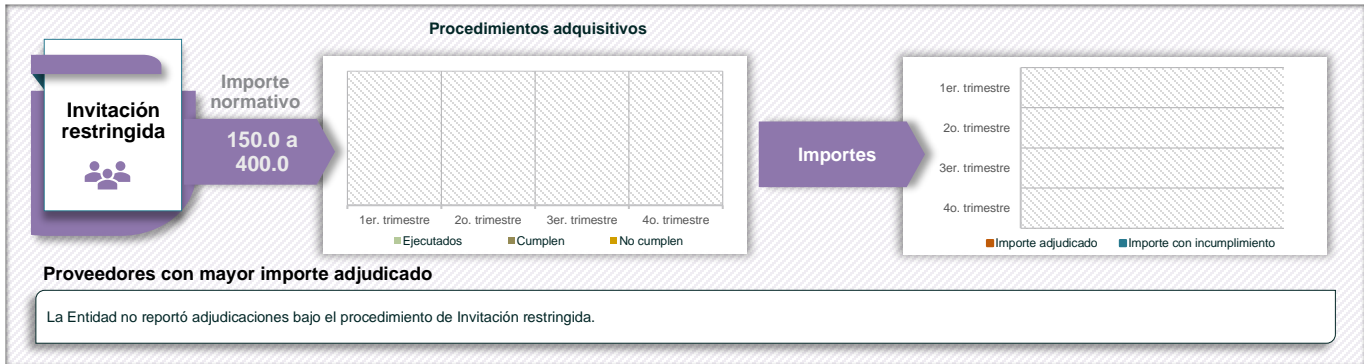 Procedimientos adquisitivos
Invitación
restringida
Importe
normativo
150.0 a
400.0
1er. trimestre
2o. trimestre
3er. trimestre
4o. trimestre
Ejecutados
Cumplen
No cumplen
Importes
1er. trimestre
2o. trimestre
3er. trimestre
4o. trimestre
Importe adjudicado
Importe con incumplimiento
Proveedores con mayor importe adjudicado
La Entidad no reportó adjudicaciones bajo el procedimiento de Invitación restringida.